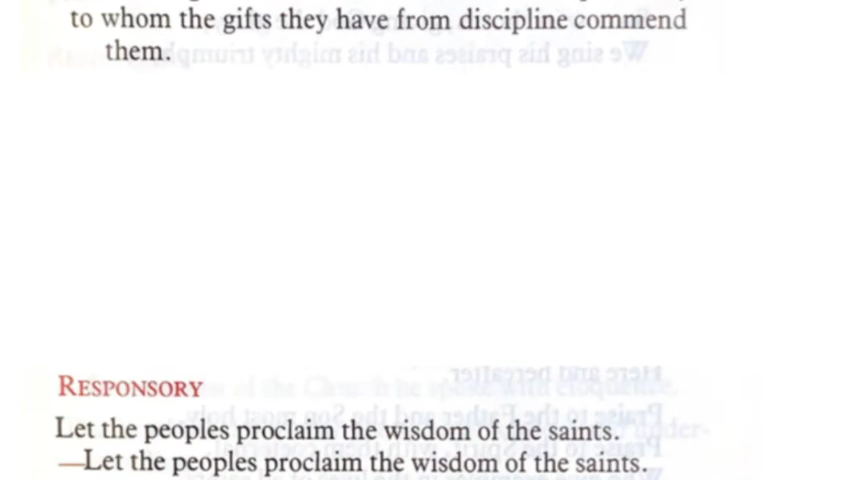 to whom the gifts they have from discipline commend
them.
RESPONSORY
Let the peoples proclaim the wisdom of the saints.
—Let the peoples proclaim the wisdom of the saints.